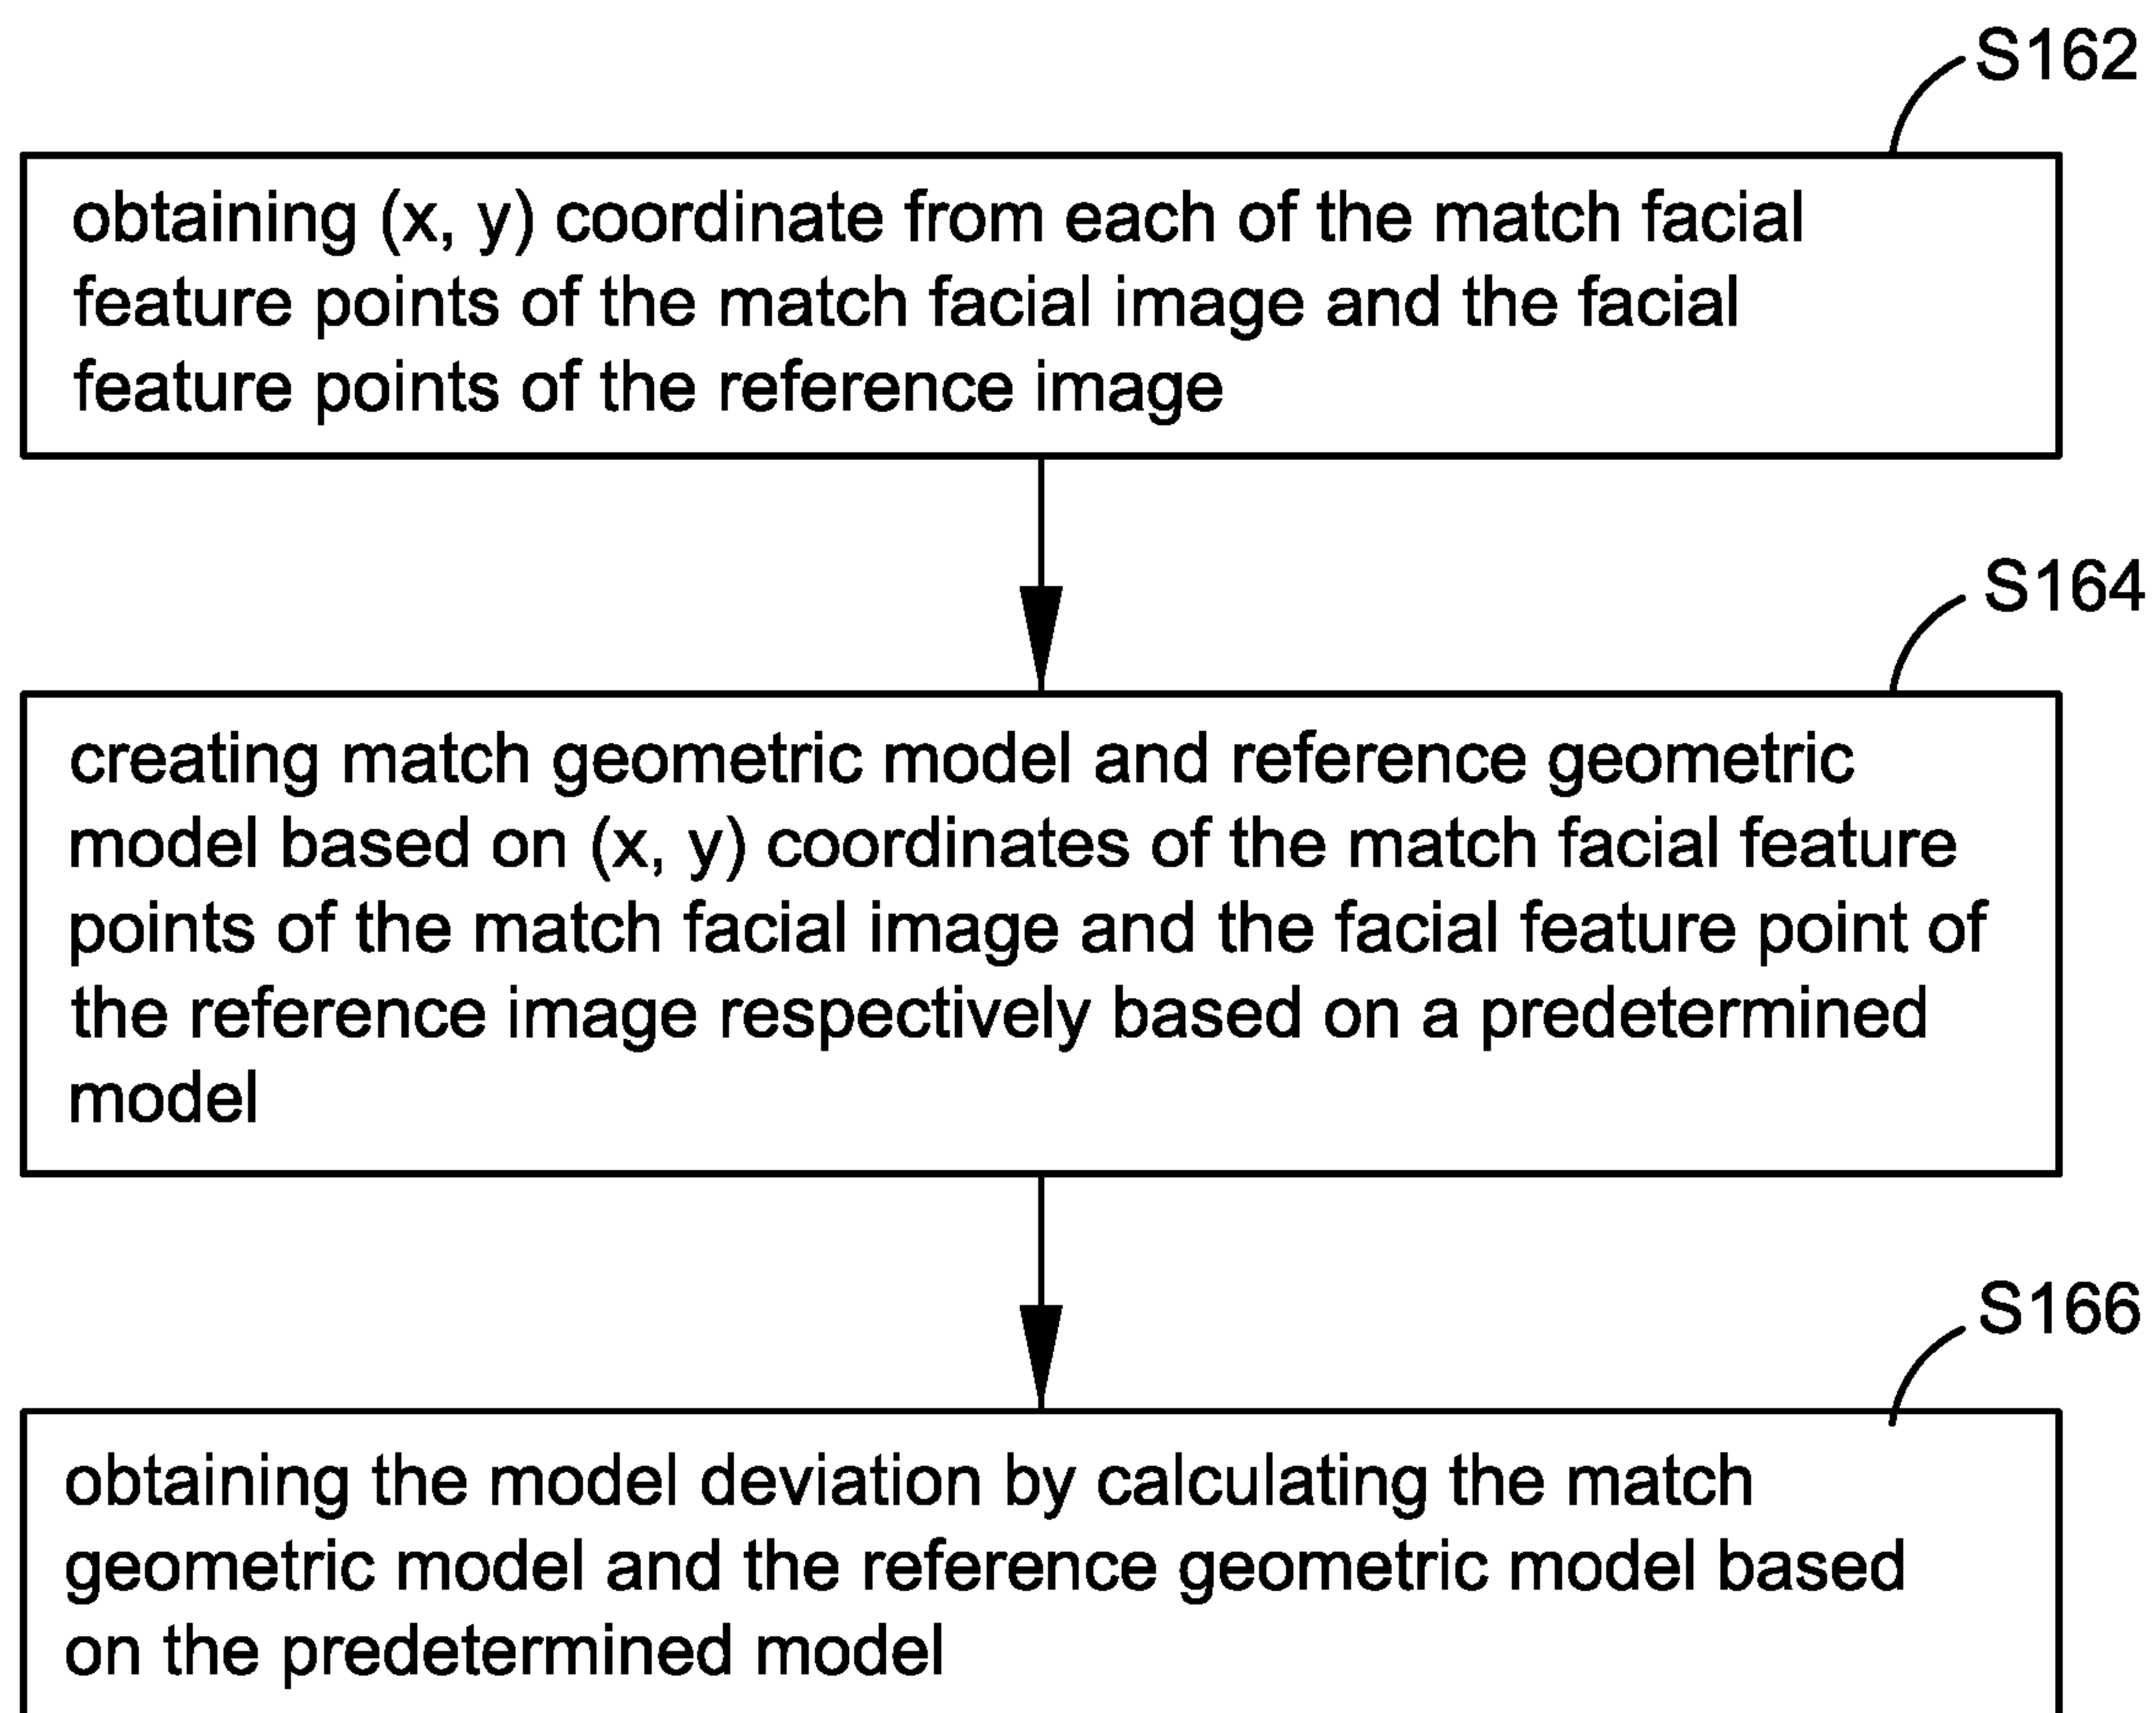 S162
obtaining (x, y) coordinate from each of the match facial
feature points of the match facial image and the facial
feature points of the reference image
S164
creating match geometric model and reference geometric
model based on (x, y) coordinates of the match facial feature
points of the match facial image and the facial feature point of
the reference image respectively based on a predetermined
model
S166
obtaining the model deviation by calculating the match
geometric model and the reference geometric model based
on the predetermined model